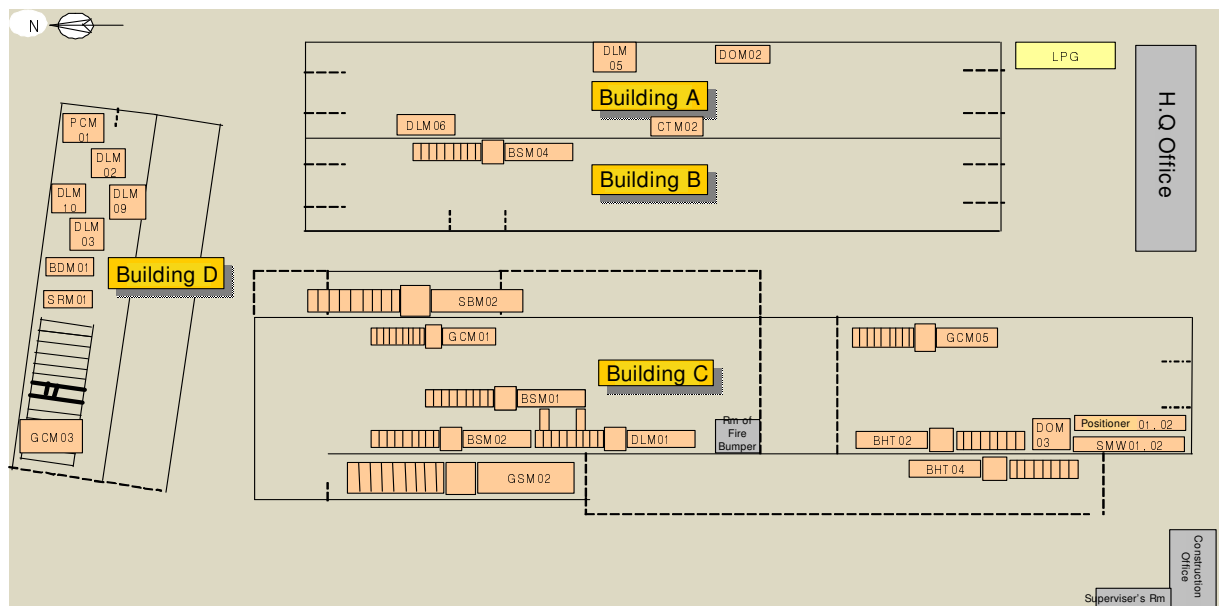 N
DLM
05
DOM02
LPG
H.Q Office
Building A
DLM06
CTM02
BSM04
Building B
PCM
01
DLM
02
DLM
10
DLM
09
DLM
03
BDM01
Building D
SRM01
GCM03
SBM02
GCM01
GCM05
Building C
BSM01
BSM02
DLM01
Rm of
Fire
Bumper
BHT02
DOM
03
Positioner 01, 02
SMW01, 02
BHT04
GSM02
Construction
Office
Superviser's Rm